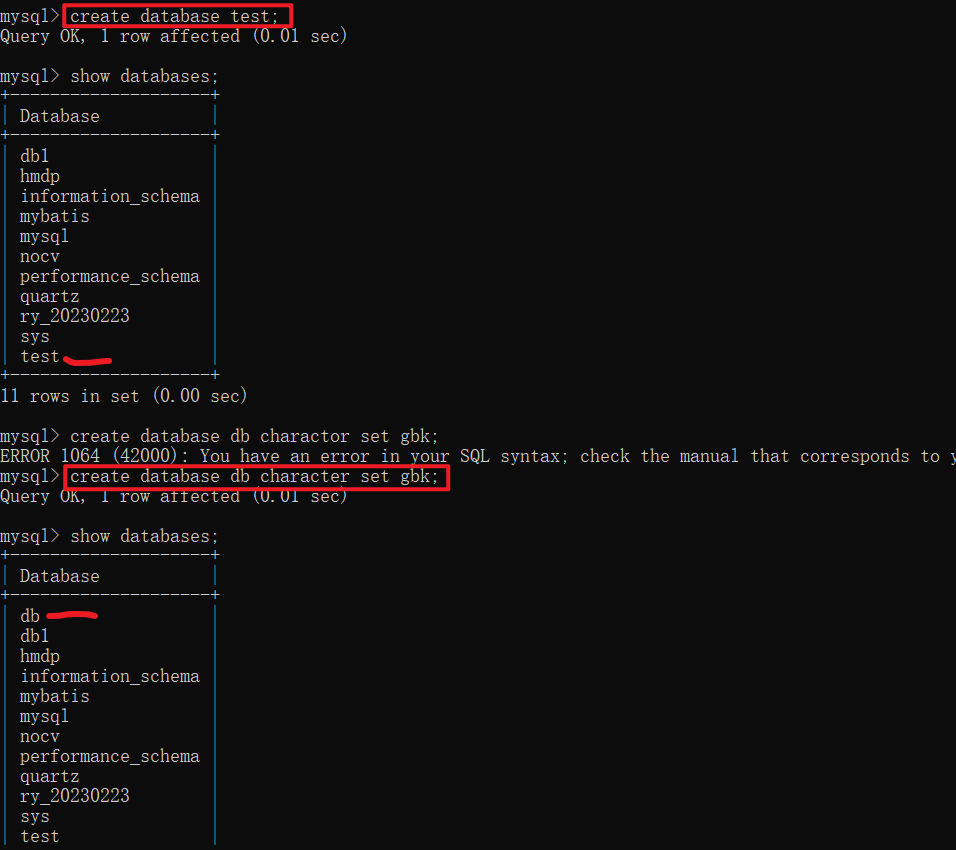 mysql> create database test;
Query OK, 1 row affected (0.01 sec)
mysql> show databases;
+--------------------+
| Database           |
+--------------------+
| db1                |
| hmdp               |
| information_schema |
| mybatis            |
| mysql              |
| nocv               |
| performance_schema |
| quartz             |
| ry_20230223        |
| sys                |
| test               |
+--------------------+
11 rows in set (0.00 sec)
mysql> create database db charactor set gbk;
ERROR 1064 (42000): You have an error in your SQL syntax; check the manual that corresponds to y
mysql> create database db character set gbk;
Query OK, 1 row affected (0.01 sec)
mysql> show databases;
+--------------------+
| Database           |
+--------------------+
| db                 |
| db1                |
| hmdp               |
| information_schema |
| mybatis            |
| mysql              |
| nocv               |
| performance_schema |
| quartz             |
| ry_20230223        |
| sys                |
| test               |